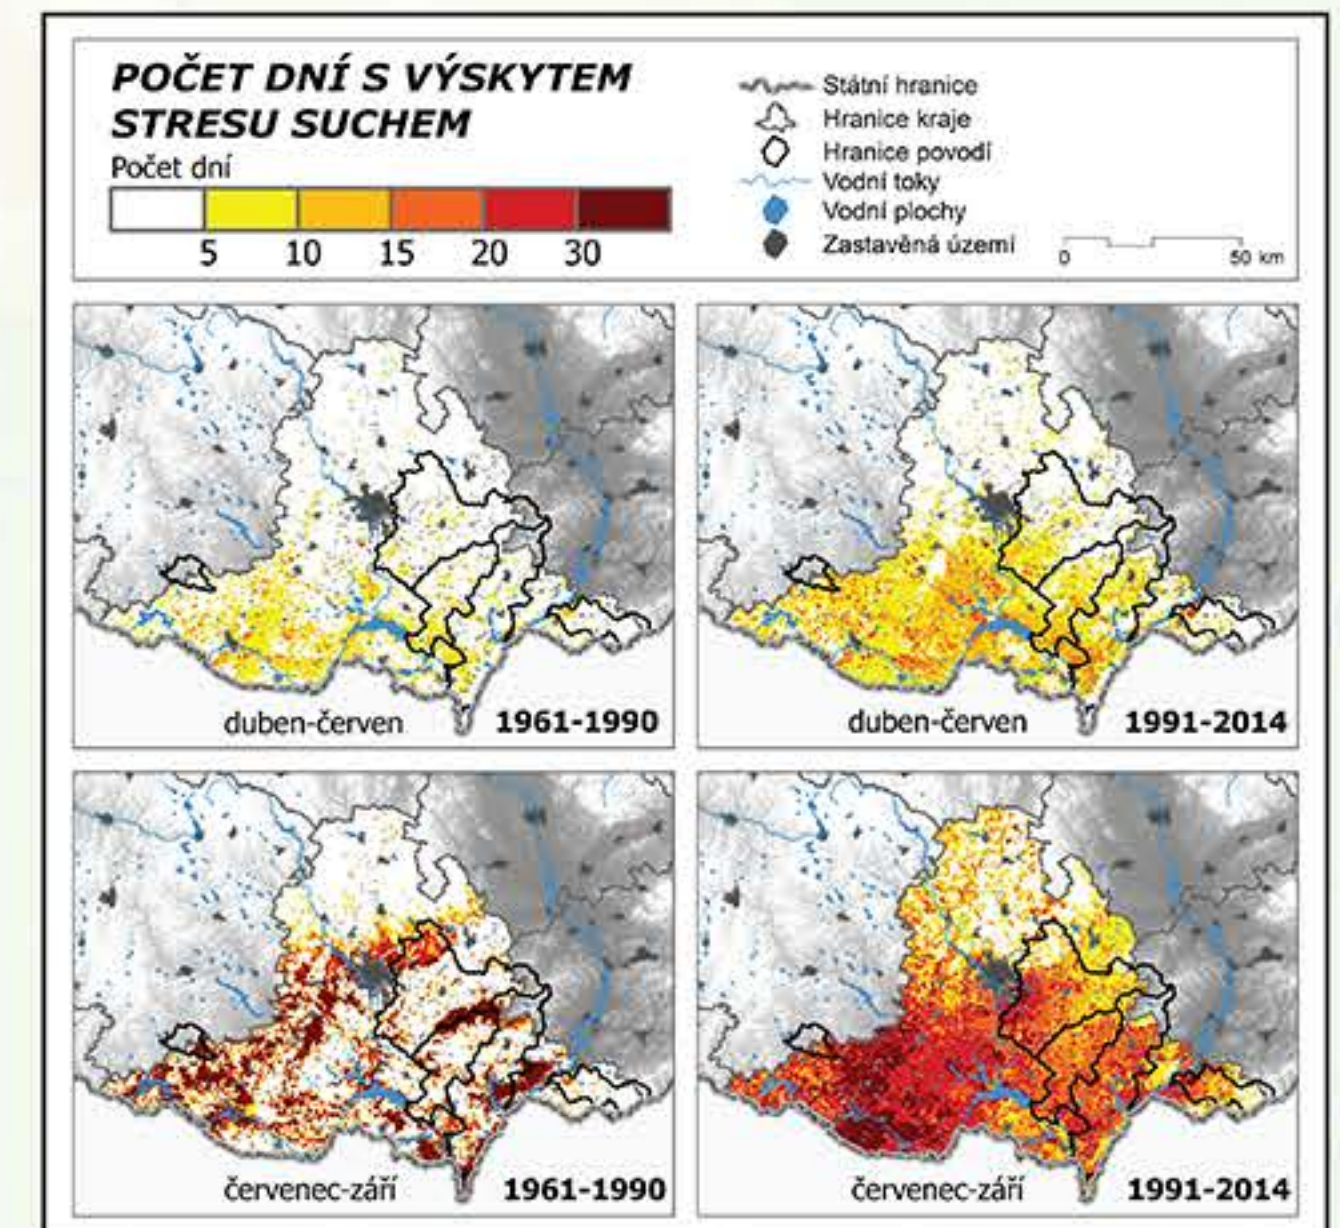 POČET DNÍ S VÝSKYTEM
STRESU SUCHEM
Počet dní
5 10 15 20 30
Státní hranice
Hranice kraje
Hranice povodí
Vodní toky
Vodní plochy
Zastavěná území
0 50 km
duben-červen 1961-1990
duben-červen 1991-2014
červenec-září 1961-1990
červenec-září 1991-2014